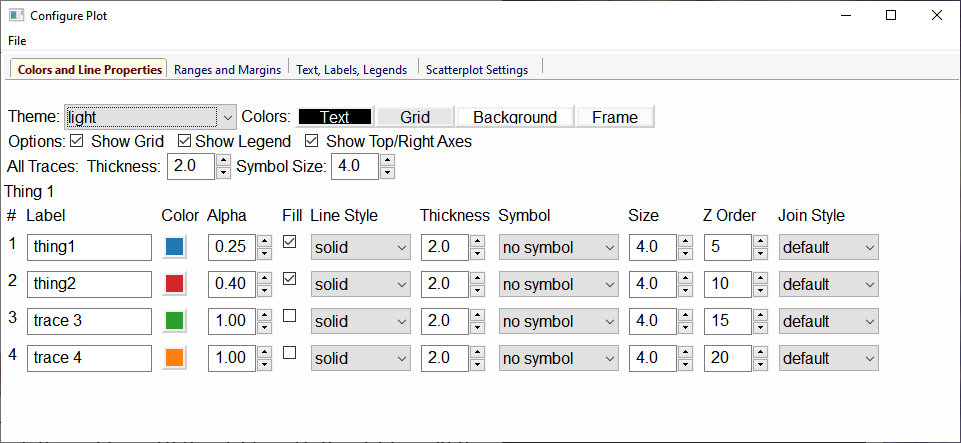 Configure Plot
File
Colors and Line Properties Ranges and Margins Text, Labels, Legends Scatterplot Settings
Theme: light Colors: Text Grid Background Frame
Options: Show Grid Show Legend Show Top/Right Axes
All Traces: Thickness: 2.0 Symbol Size: 4.0
Thing 1
# Label Color Alpha Fill Line Style Thickness Symbol Size Z Order Join Style
1 thing1 0.25 solid 2.0 no symbol 4.0 5 default
2 thing2 0.40 solid 2.0 no symbol 4.0 10 default
3 trace 3 1.00 solid 2.0 no symbol 4.0 15 default
4 trace 4 1.00 solid 2.0 no symbol 4.0 20 default